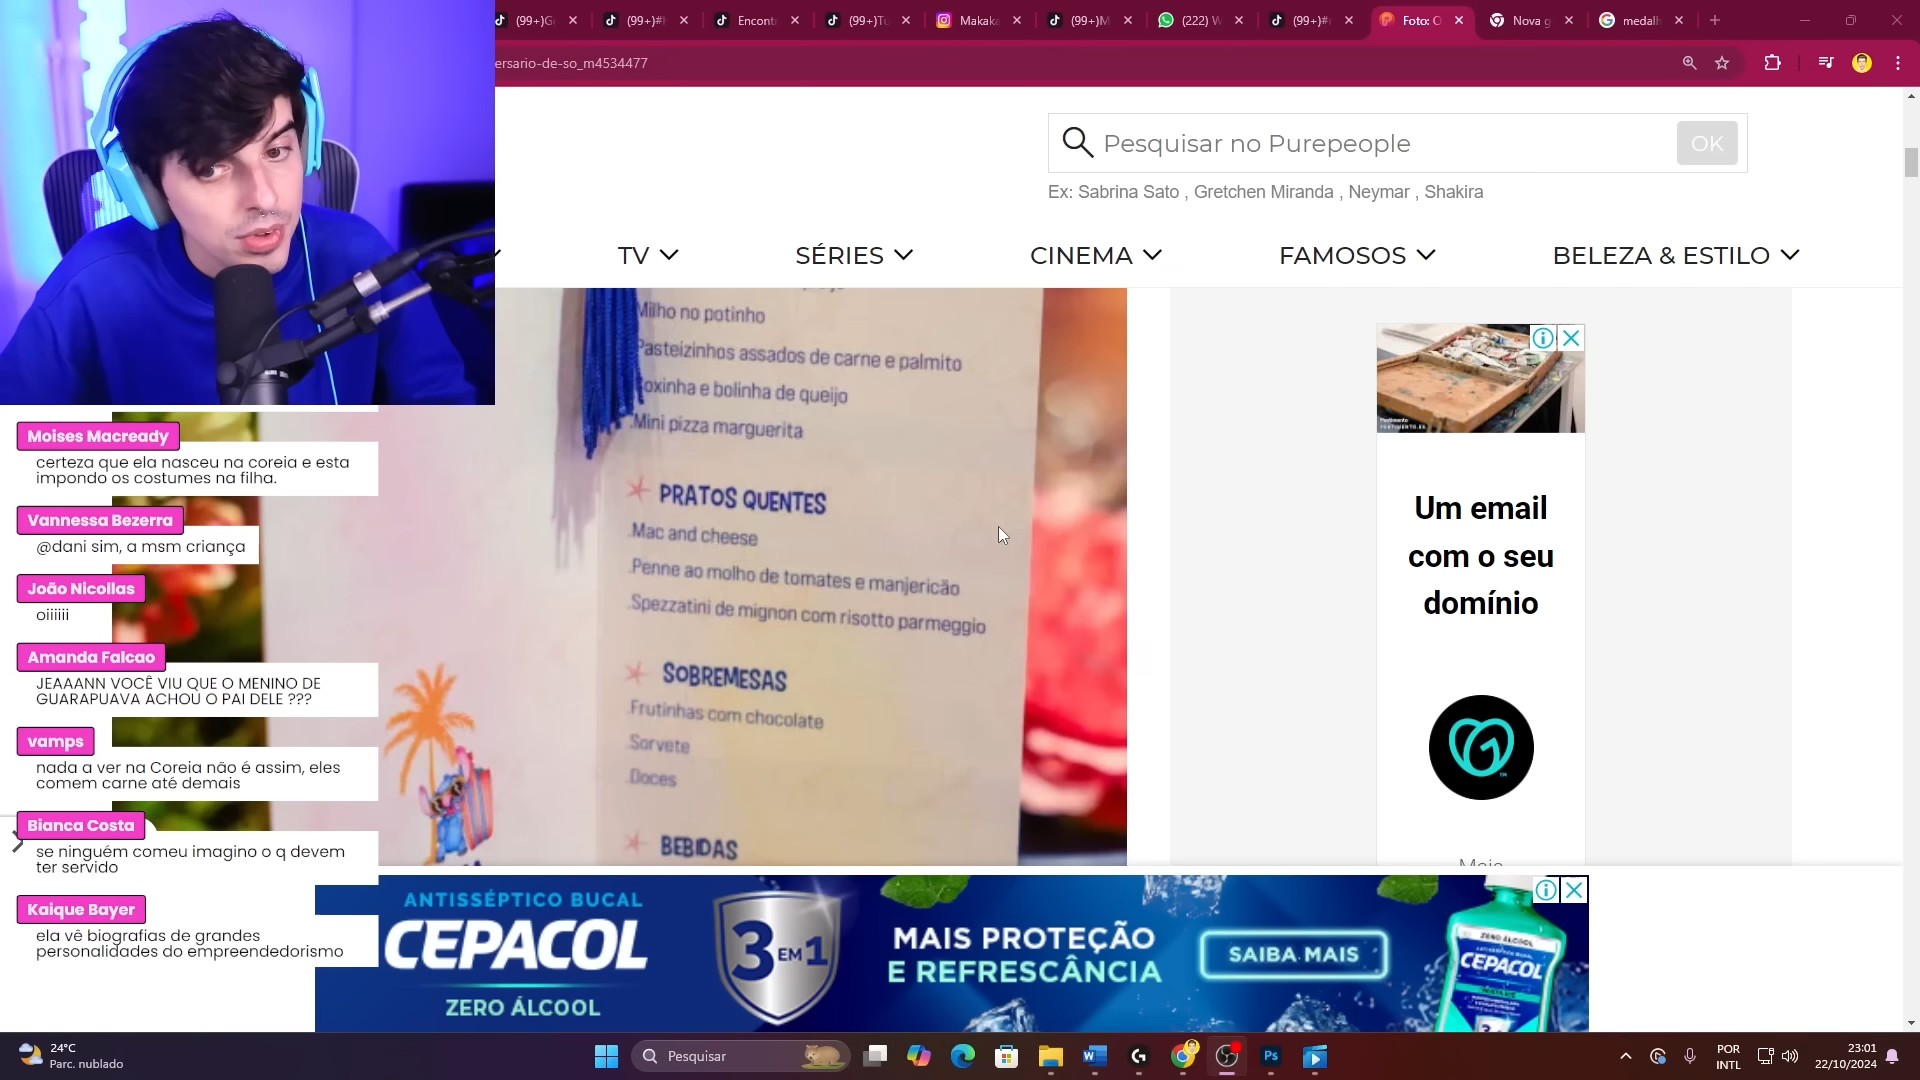 (99+)G
(99+)#
Encont
(99+)Tu
Makaka
(99+)M
(222) W
(99+)#
Foto: O
Nova g
medalh
ersario-de-so_m4534477
Pesquisar no Purepeople
OK
Ex: Sabrina Sato , Gretchen Miranda , Neymar , Shakira
TV
SÉRIES
CINEMA
FAMOSOS
BELEZA & ESTILO
Milho no potinho
Pasteizinhos assados de carne e palmito
Coxinha e bolinha de queijo
.Mini pizza marguerita
PRATOS QUENTES
.Mac and cheese
.Penne ao molho de tomates e manjericão
.Spezzatini de mignon com risotto parmeggio
SOBREMESAS
.Frutinhas com chocolate
.Sorvete
.Doces
BEBIDAS
Moises Macready
certeza que ela nasceu na coreia e esta
impondo os costumes na filha.
Vannessa Bezerra
@dani sim, a msm criança
João Nicollas
oiiiiii
Amanda Falcao
JEAAANN VOCÊ VIU QUE O MENINO DE
GUARAPUAVA ACHOU O PAI DELE ???
vamps
nada a ver na Coreia não é assim, eles
comem carne até demais
Bianca Costa
se ninguém comeu imagino o q devem
ter servido
Kaique Bayer
ela vê biografias de grandes
personalidades do empreendedorismo
Um email
com o seu
domínio
ANTISSÉPTICO BUCAL
CEPACOL
ZERO ÁLCOOL
3 EM 1
MAIS PROTEÇÃO
E REFRESCÂNCIA
SAIBA MAIS
ZERO ÁLCOOL
CEPACOL
24°C
Parc. nublado
Pesquisar
POR
INTL
23:01
22/10/2024